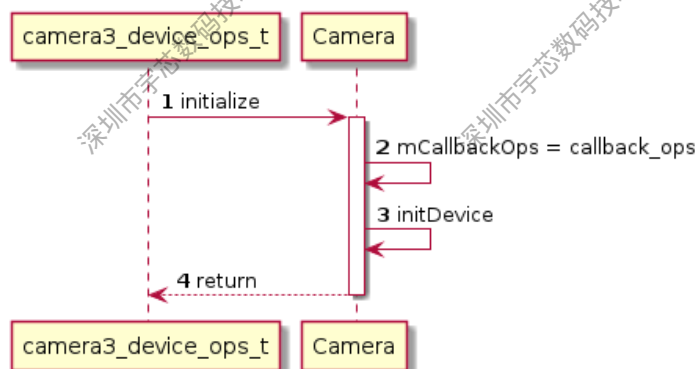 camera3_device_ops_t
Camera
1 initialize
2 mCallbackOps = callback_ops
3 initDevice
4 return
camera3_device_ops_t
Camera
深圳市宇芯数码技
深圳市宇芯数码技